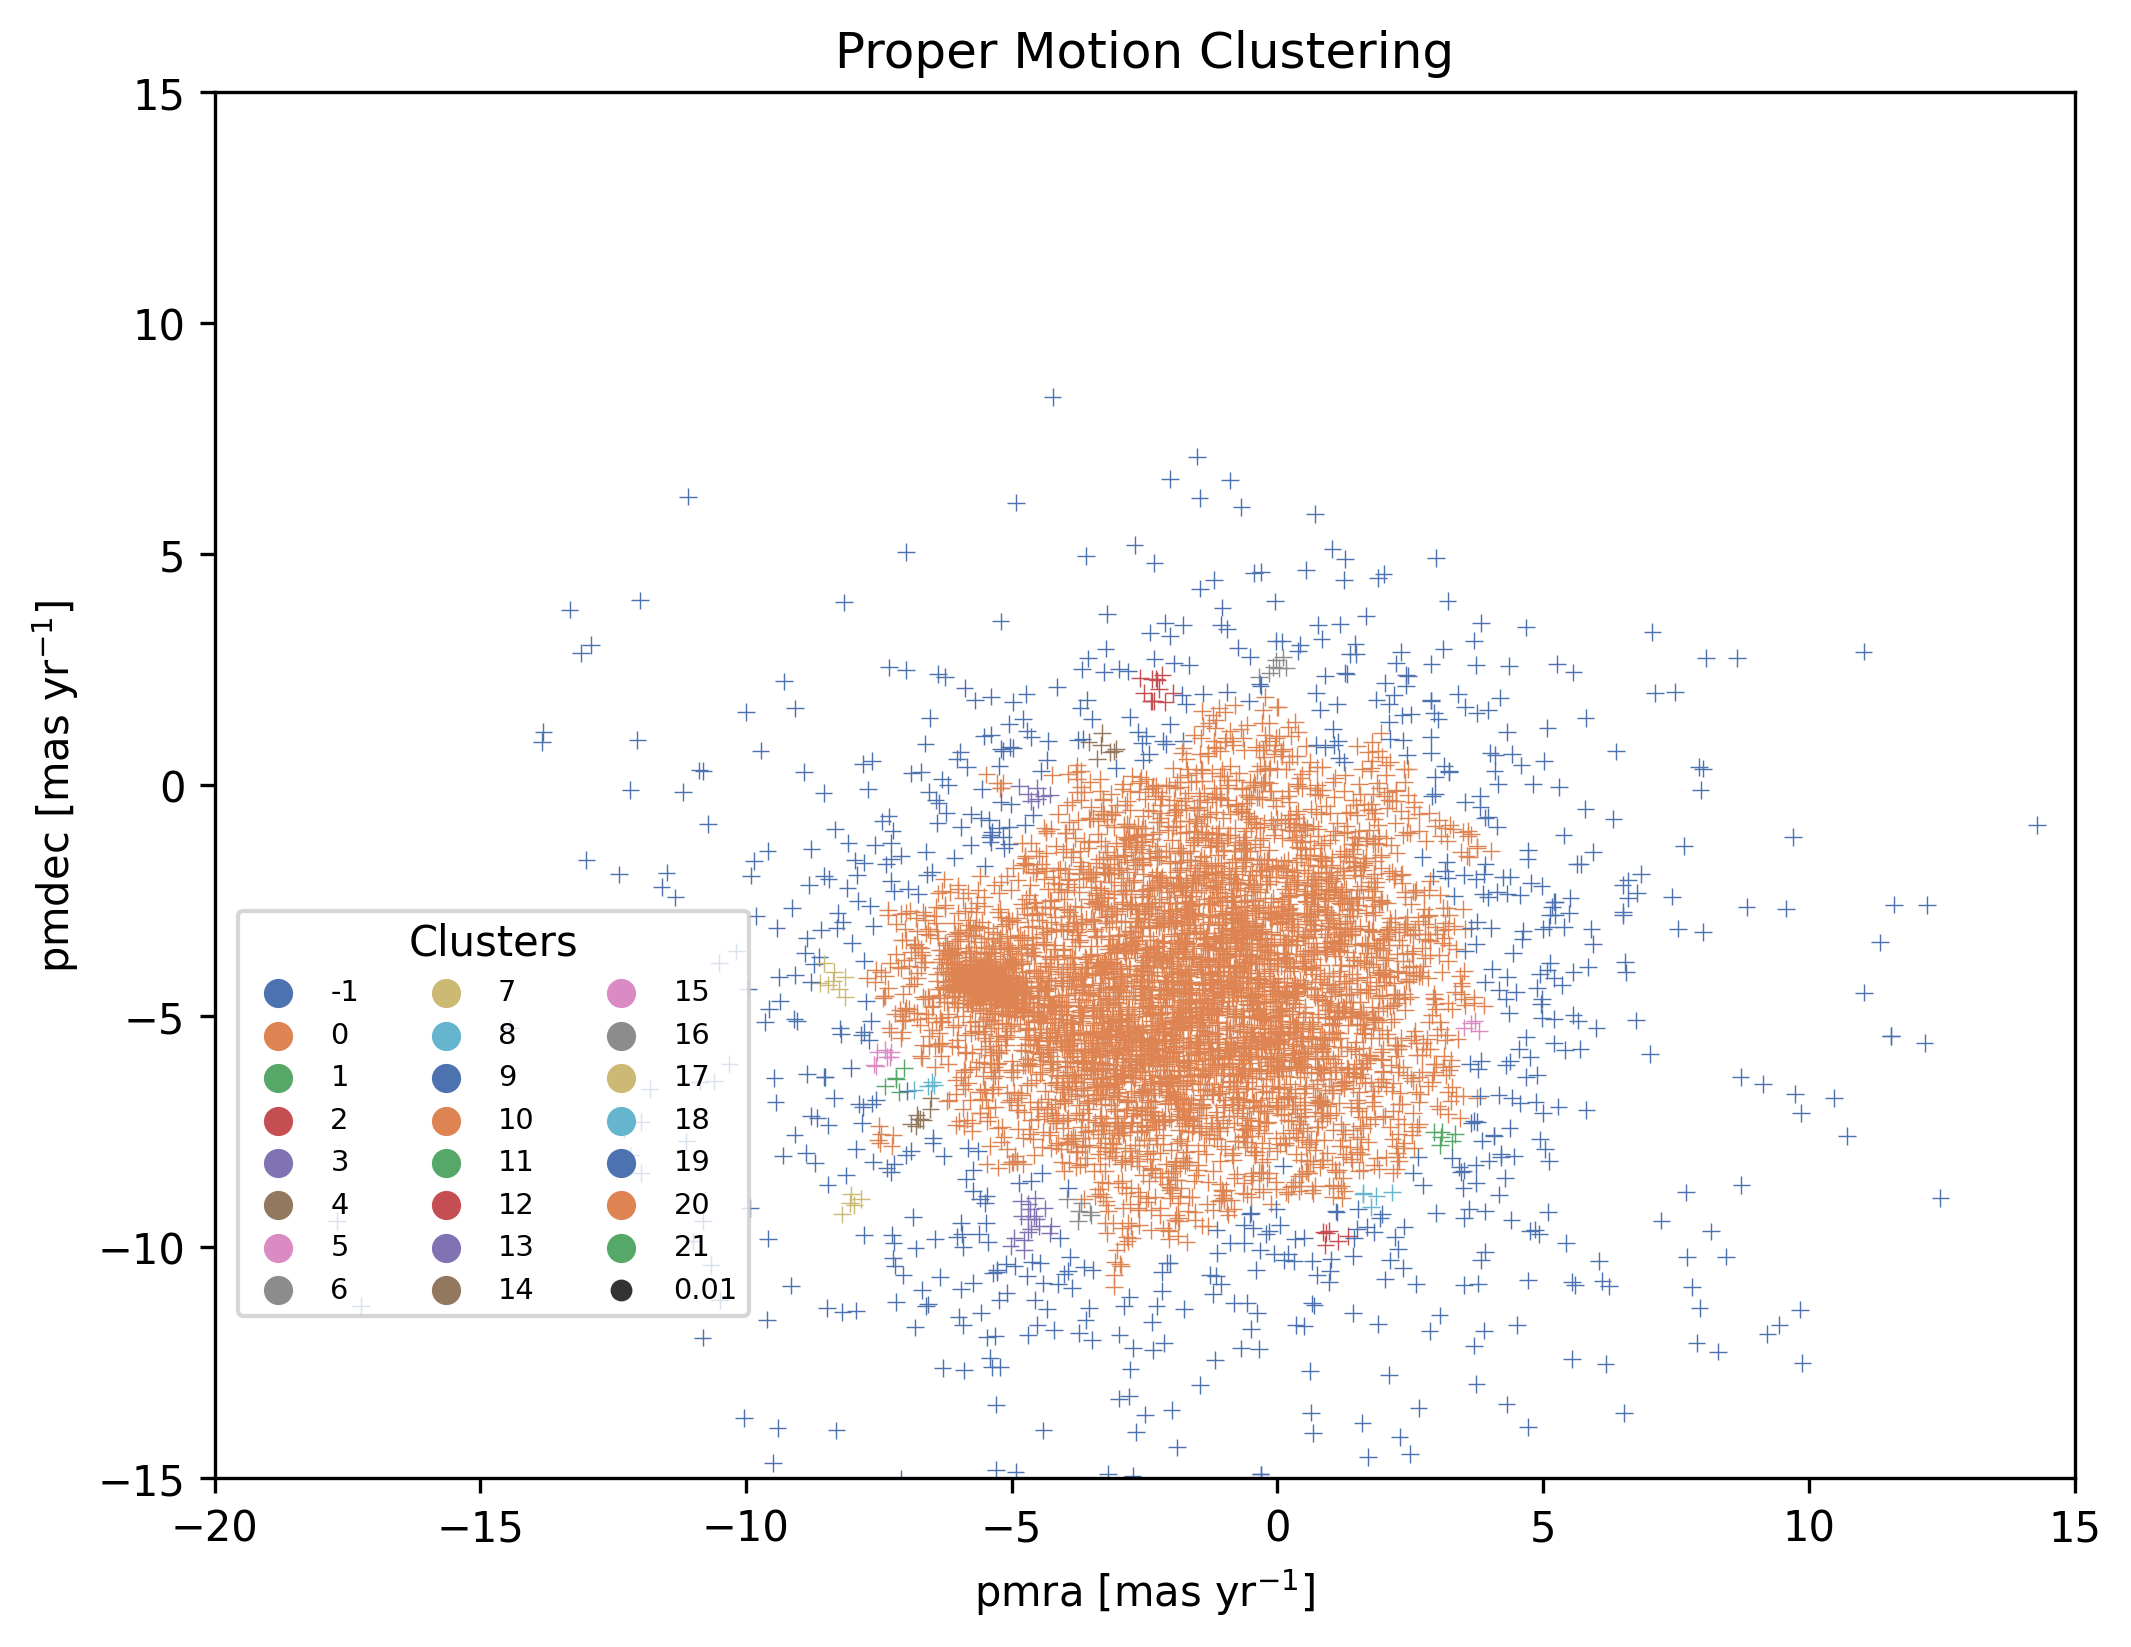 Proper Motion Clustering
15
10
5
0
−5
−10
−15
pmdec [mas yr⁻¹]
Clusters
-1 7 15
0 8 16
1 9 17
2 10 18
3 11 19
4 12 20
5 13 21
6 14 0.01
−20 −15 −10 −5 0 5 10 15
pmra [mas yr⁻¹]